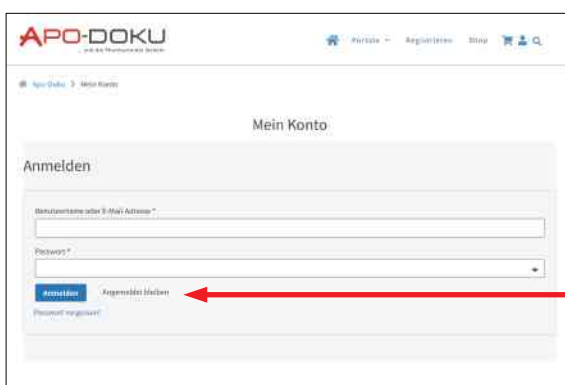 APO-DOKU
Portale Registrieren Shop
Apo-Doku > Mein Konto
Mein Konto
Anmelden
Benutzername oder E-Mail Adresse *
Passwort *
Anmelden Angemeldet bleiben
Passwort vergessen?